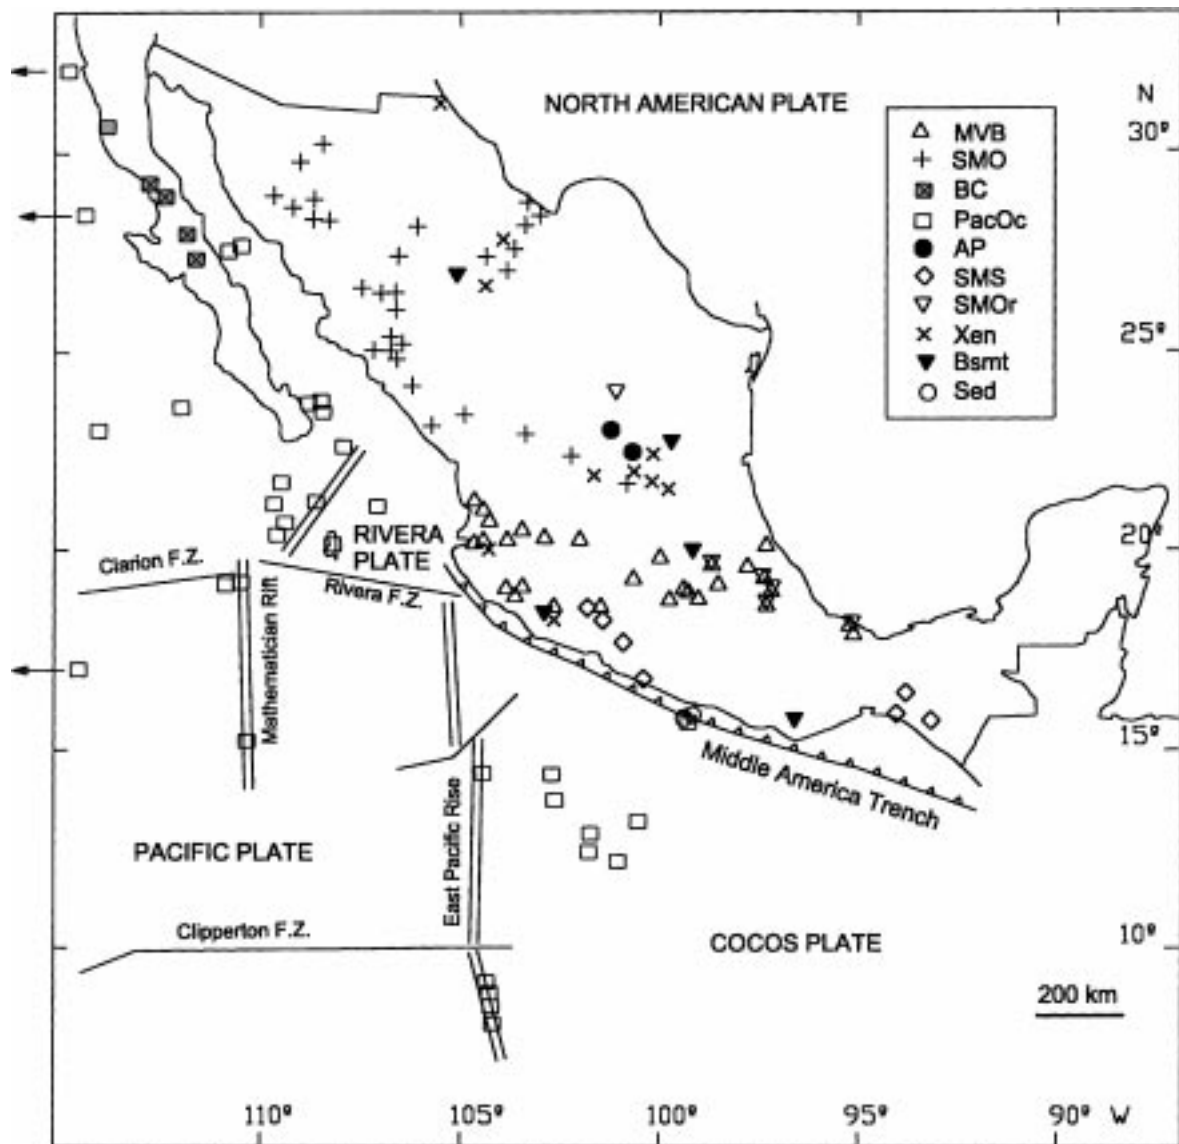 NORTH AMERICAN PLATE
N
MVB
30°
SMO
BC
PacOc
AP
SMS
SMOr
25°
Xen
Bsmt
Sed
20°
RIVERA
PLATE
Clarion F.Z.
Rivera F.Z.
Mathematician Rift
15°
Middle America Trench
East Pacific Rise
PACIFIC PLATE
Clipperton F.Z.
COCOS PLATE
10°
200 km
110° 105° 100° 95° 90° W